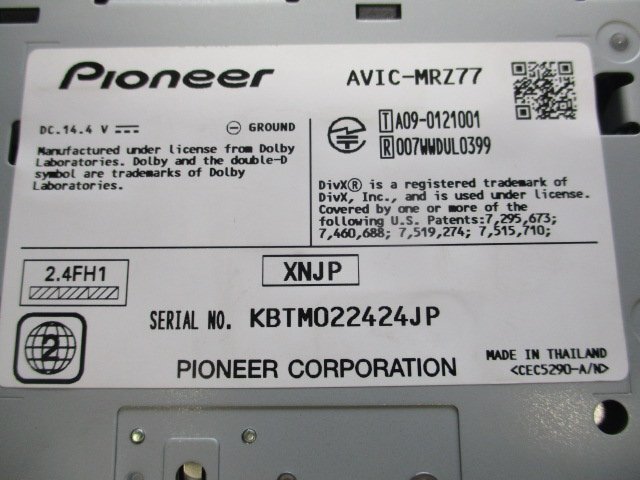 Pioneer
AVIC-MRZ77
DC.14.4 V
GROUND
Manufactured under license from Dolby
Laboratories. Dolby and the double-D
symbol are trademarks of Dolby
Laboratories.
T A09-0121001
R 007WWDUL0399
DivX® is a registered trademark of
DivX, Inc., and is used under license.
Covered by one or more of the
following U.S. Patents:7,295,673;
7,460,688; 7,519,274; 7,515,710;
2.4FH1
XNJP
SERIAL NO. KBTM022424JP
2
PIONEER CORPORATION
MADE IN THAILAND
<CEC5290-A/N>